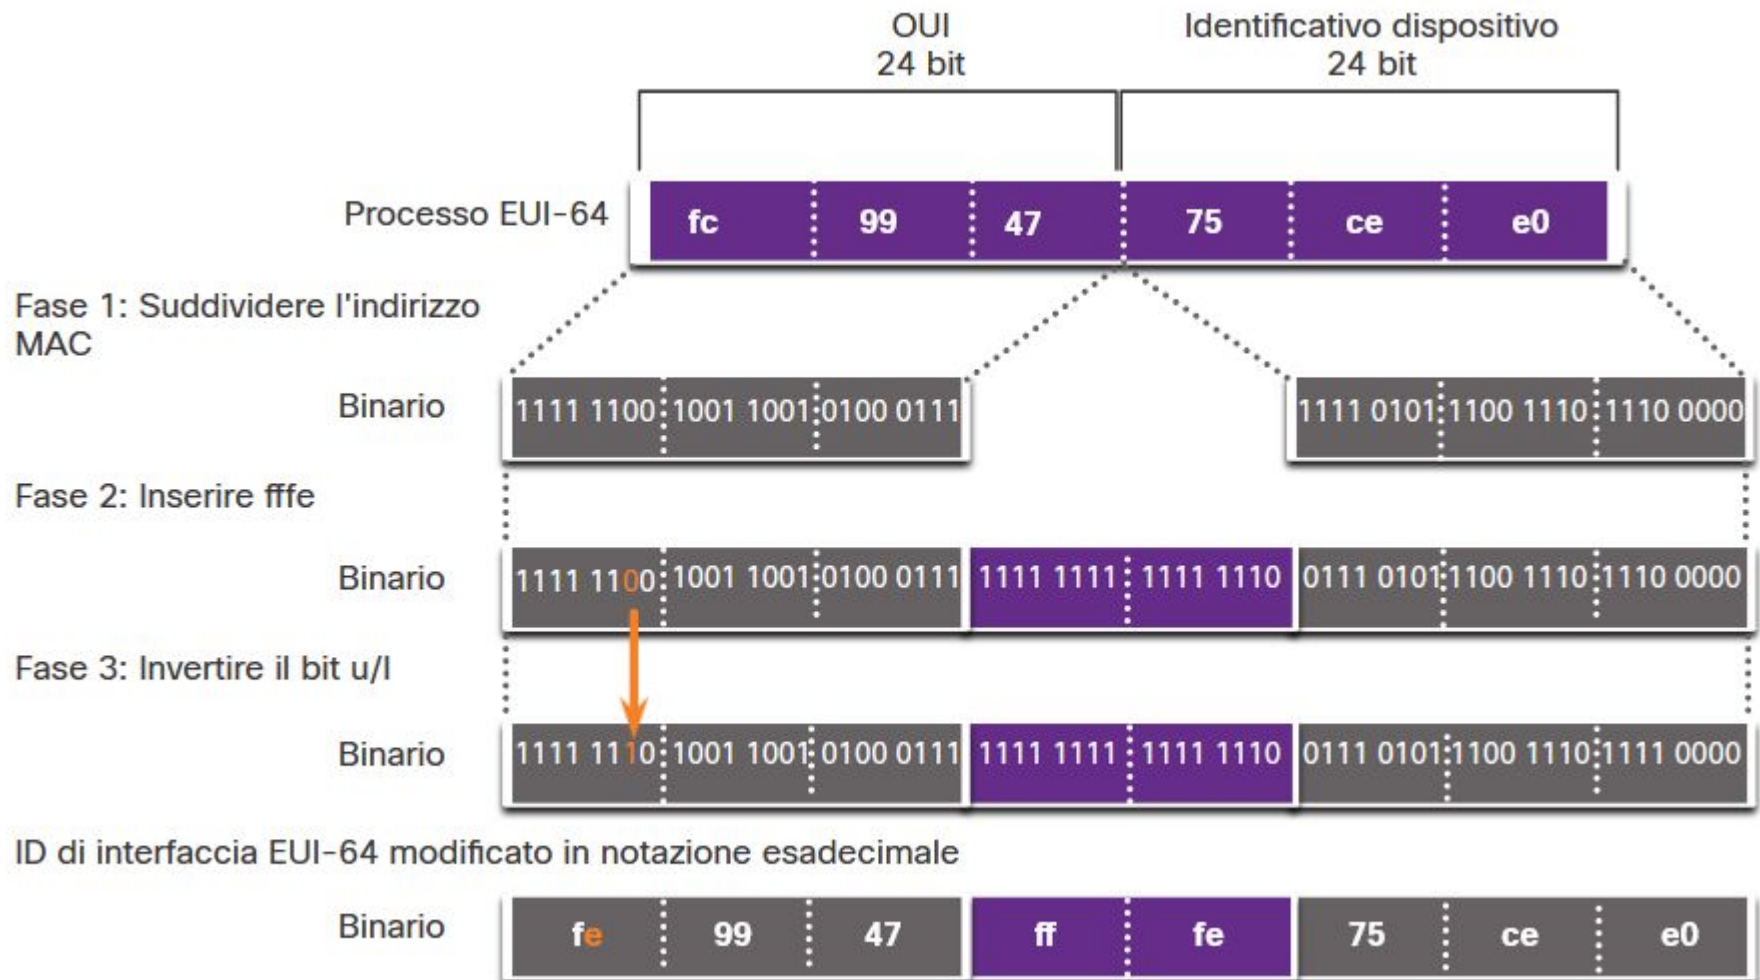 OUI
24 bit
Identificativo dispositivo
24 bit
Processo EUI-64
fc 99 47 75 ce e0
Fase 1: Suddividere l'indirizzo
MAC
Binario
1111 1100 1001 1001 0100 0111 1111 0101 1100 1110 1110 0000
Fase 2: Inserire fffe
Binario
1111 1100 1001 1001 0100 0111 1111 1111 1111 1110 0111 0101 1100 1110 1110 0000
Fase 3: Invertire il bit u/l
Binario
1111 1110 1001 1001 0100 0111 1111 1111 1111 1110 0111 0101 1100 1110 1111 0000
ID di interfaccia EUI-64 modificato in notazione esadecimale
Binario
fe 99 47 ff fe 75 ce e0